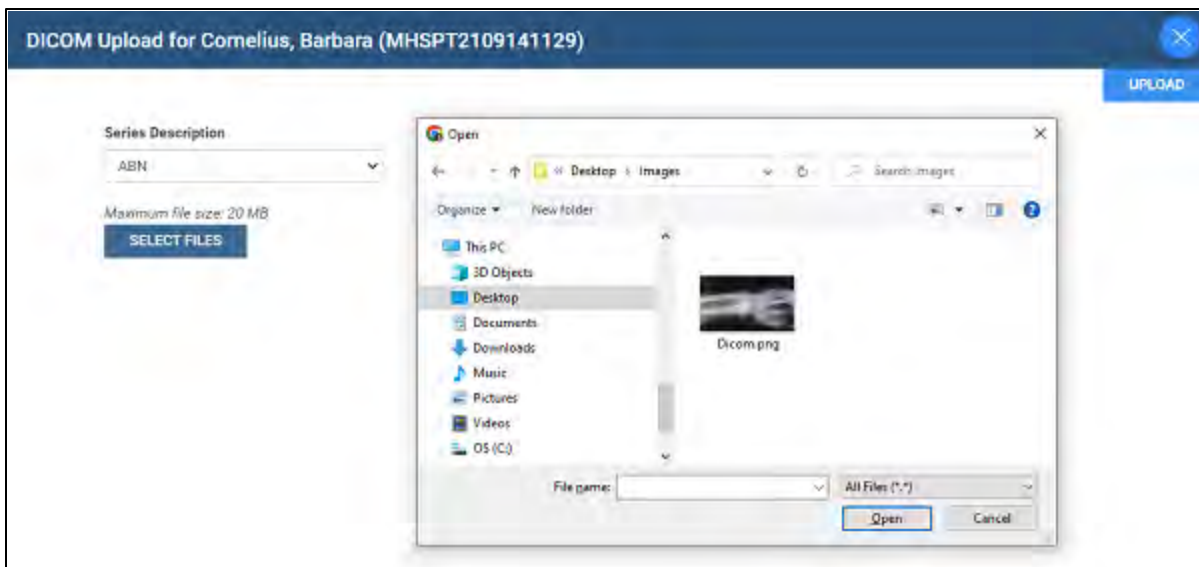 DICOM Upload for Cornelius, Barbara (MHSPT2109141129)
UPLOAD
Series Description
ABN
Maximum file size: 20 MB
SELECT FILES
Open
« Desktop › Images
Search Images
Organize
New folder
This PC
3D Objects
Desktop
Documents
Downloads
Music
Pictures
Videos
OS (C:)
Dicom.png
File name:
All Files (*.*)
Open
Cancel